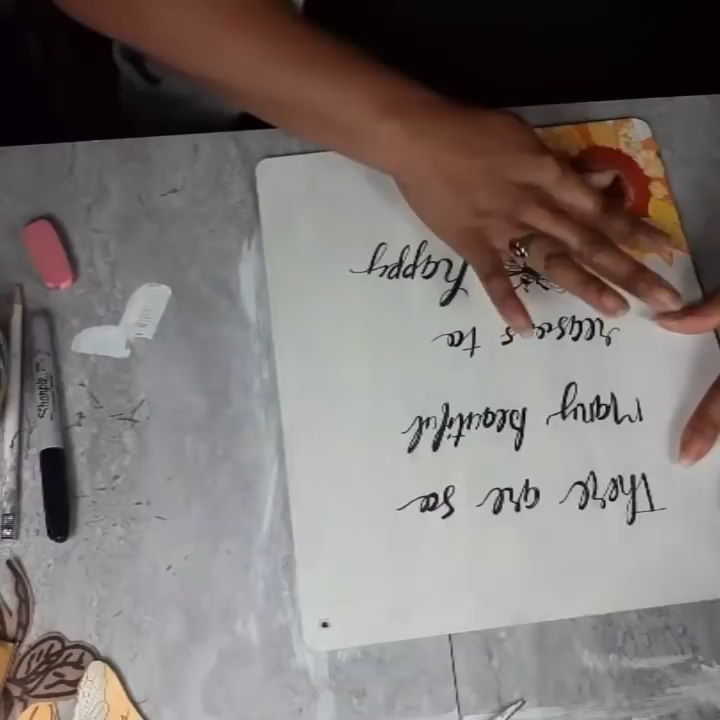 There are so
many beautiful
reasons to
happy
Sharpie